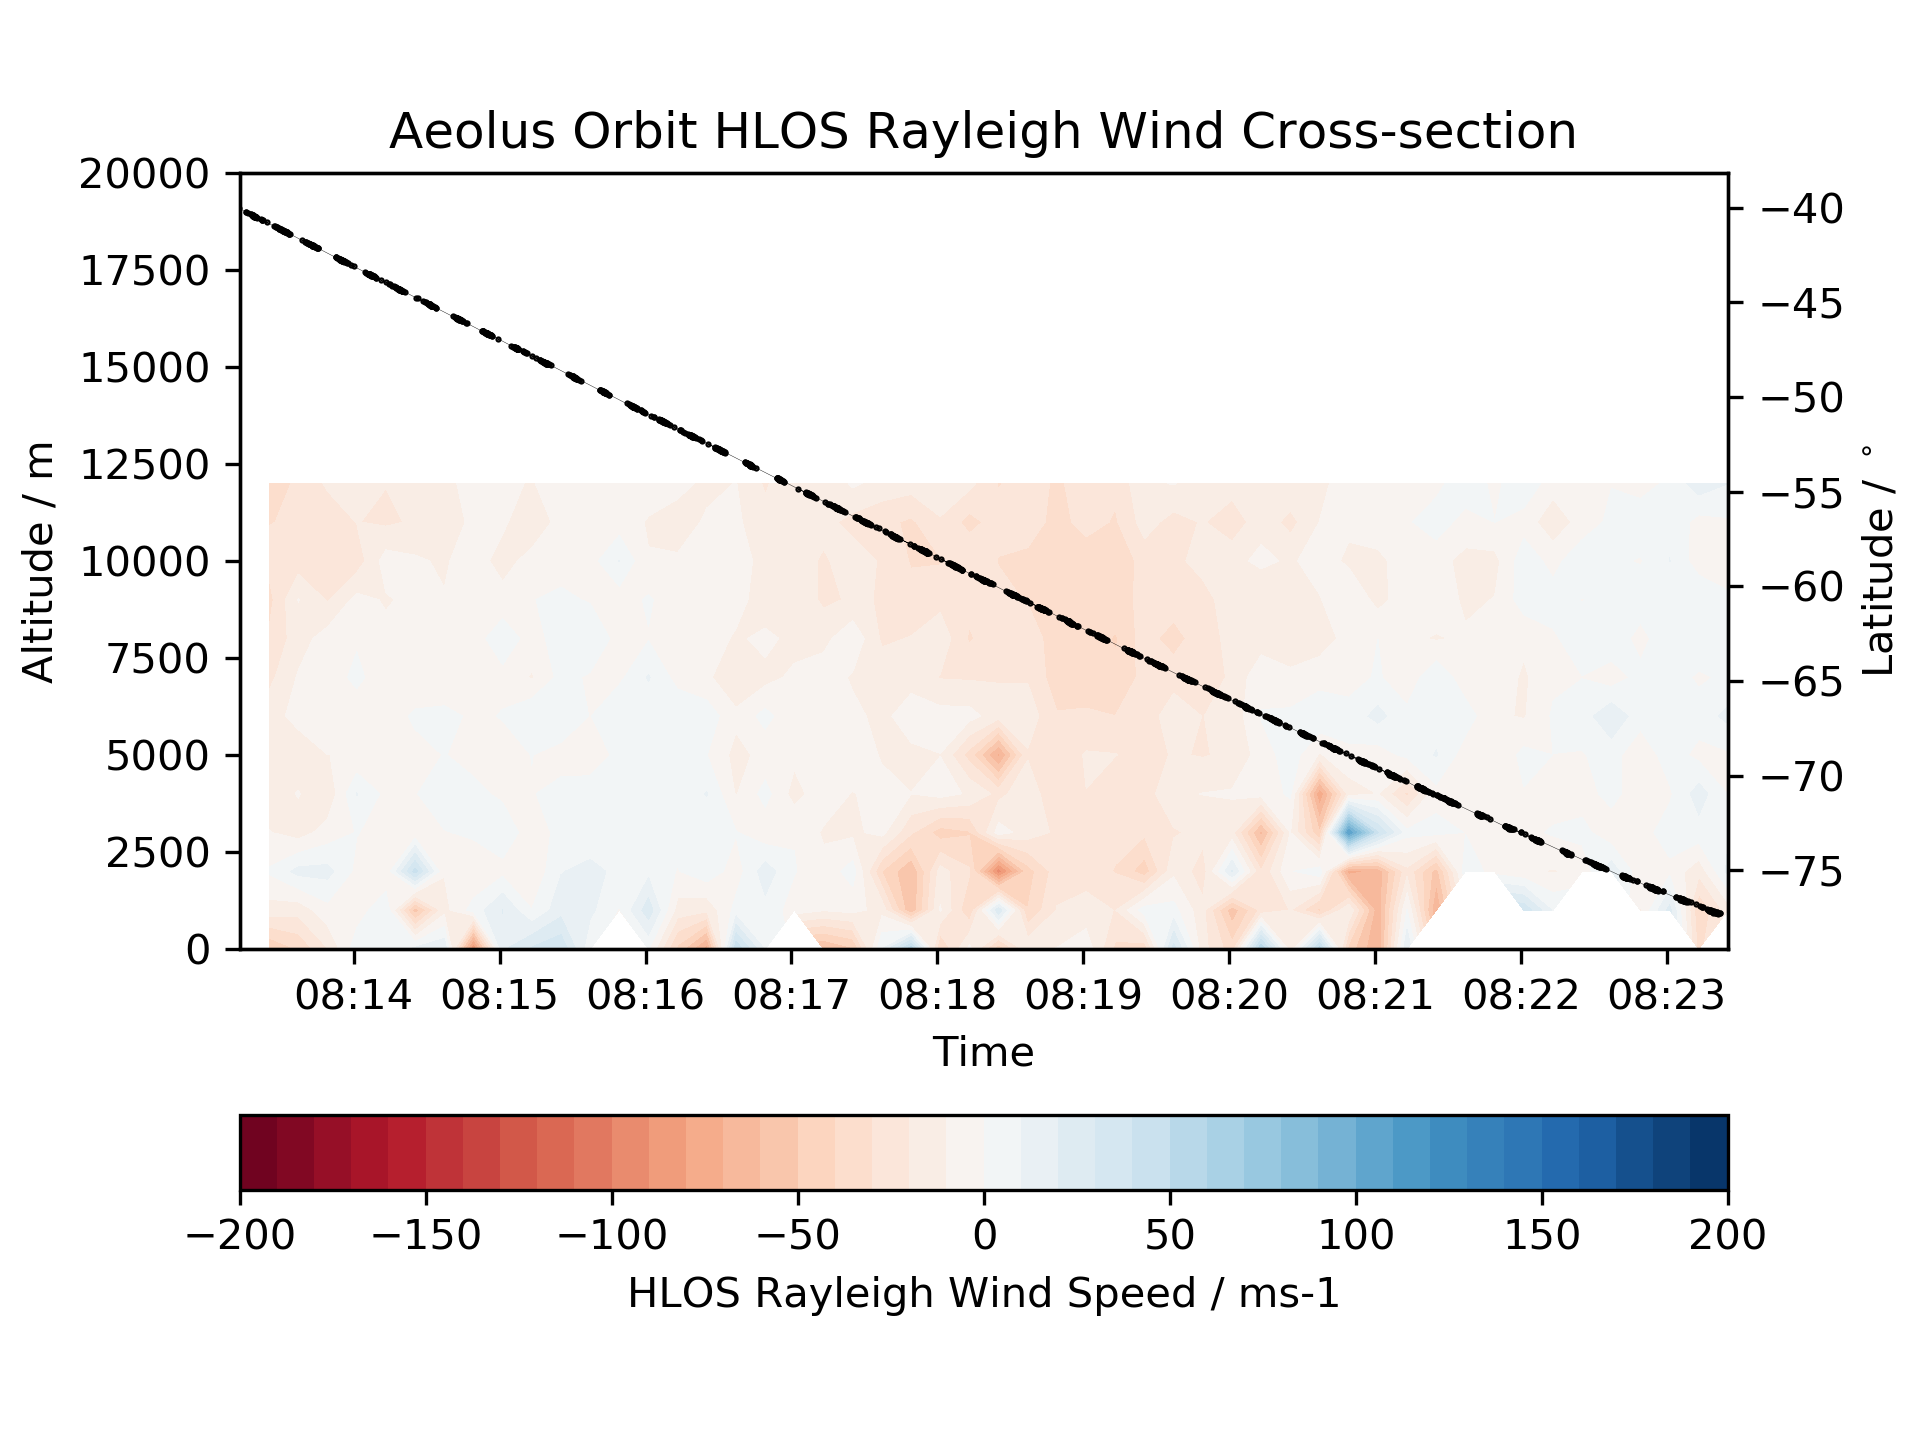 Aeolus Orbit HLOS Rayleigh Wind Cross-section
20000
17500
15000
12500
10000
7500
5000
2500
0
Altitude / m
−40
−45
−50
−55
−60
−65
−70
−75
Latitude / °
08:14 08:15 08:16 08:17 08:18 08:19 08:20 08:21 08:22 08:23
Time
−200 −150 −100 −50 0 50 100 150 200
HLOS Rayleigh Wind Speed / ms-1